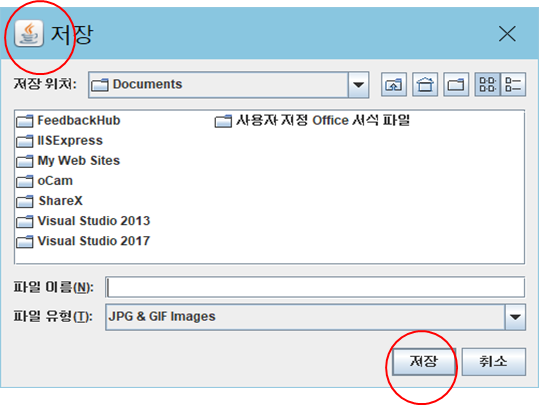 저장
저장 위치: Documents
FeedbackHub
IISExpress
My Web Sites
oCam
ShareX
Visual Studio 2013
Visual Studio 2017
사용자 지정 Office 서식 파일
파일 이름(N):
파일 유형(T): JPG & GIF Images
저장 취소